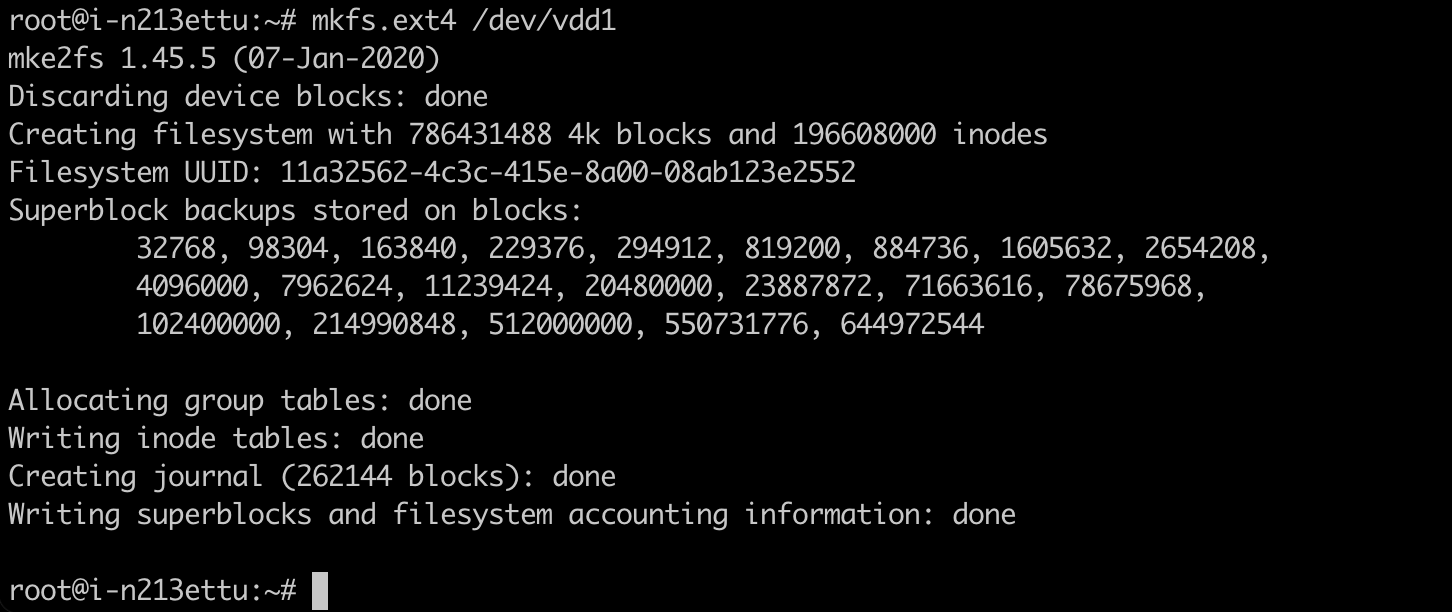 root@i-n213ettu:~# mkfs.ext4 /dev/vdd1
mke2fs 1.45.5 (07-Jan-2020)
Discarding device blocks: done
Creating filesystem with 786431488 4k blocks and 196608000 inodes
Filesystem UUID: 11a32562-4c3c-415e-8a00-08ab123e2552
Superblock backups stored on blocks:
        32768, 98304, 163840, 229376, 294912, 819200, 884736, 1605632, 2654208,
        4096000, 7962624, 11239424, 20480000, 23887872, 71663616, 78675968,
        102400000, 214990848, 512000000, 550731776, 644972544

Allocating group tables: done
Writing inode tables: done
Creating journal (262144 blocks): done
Writing superblocks and filesystem accounting information: done

root@i-n213ettu:~#